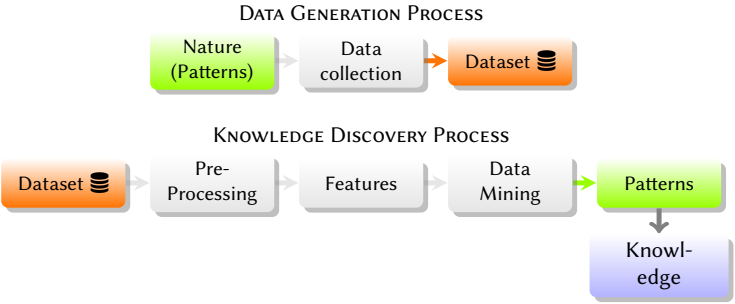 DATA GENERATION PROCESS
Nature
(Patterns)
Data
collection
Dataset
KNOWLEDGE DISCOVERY PROCESS
Dataset
Pre-
Processing
Features
Data
Mining
Patterns
Knowl-
edge